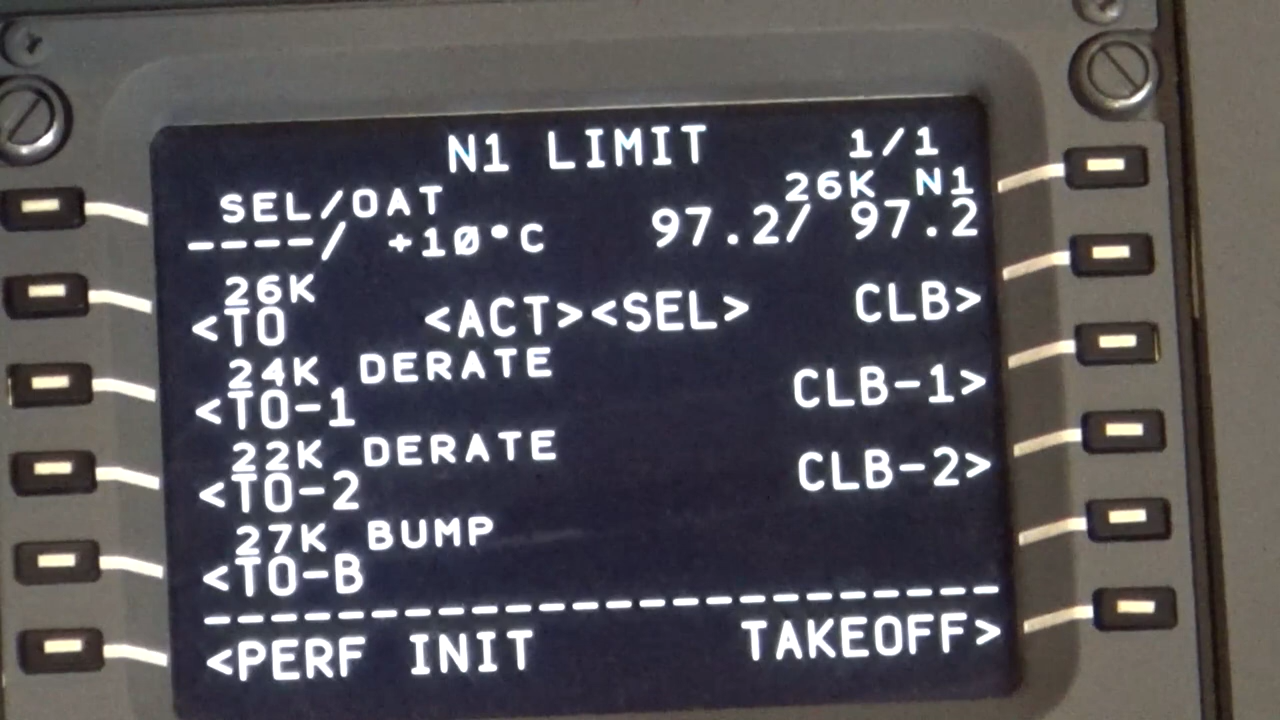 N1 LIMIT 1/1
SEL/OAT 26K N1
----/ +10°C 97.2/ 97.2
26K
<TO <ACT><SEL> CLB>
24K DERATE
<TO-1 CLB-1>
22K DERATE
<TO-2 CLB-2>
27K BUMP
<TO-B
------------------------
<PERF INIT TAKEOFF>